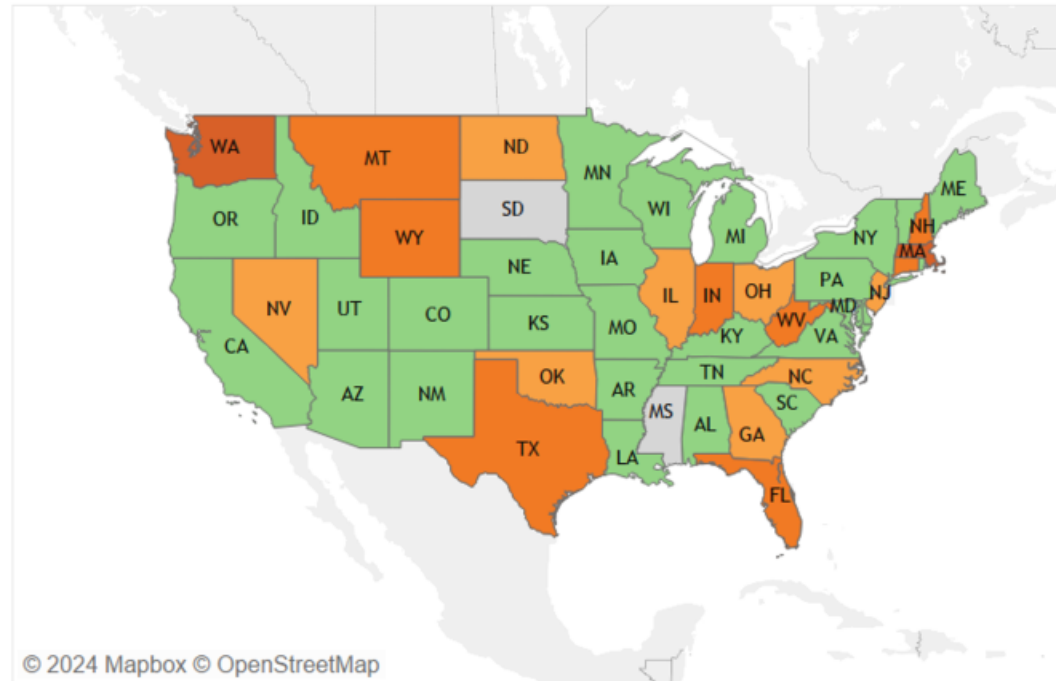 WA
MT
ND
MN
ME
OR
ID
SD
WI
NH
WY
MI
NY
MA
NE
IA
PA
NJ
NV
IL
IN
OH
MD
UT
CO
KS
MO
WV
VA
CA
KY
AZ
NM
OK
TN
NC
AR
SC
MS
AL
GA
TX
LA
FL
© 2024 Mapbox © OpenStreetMap